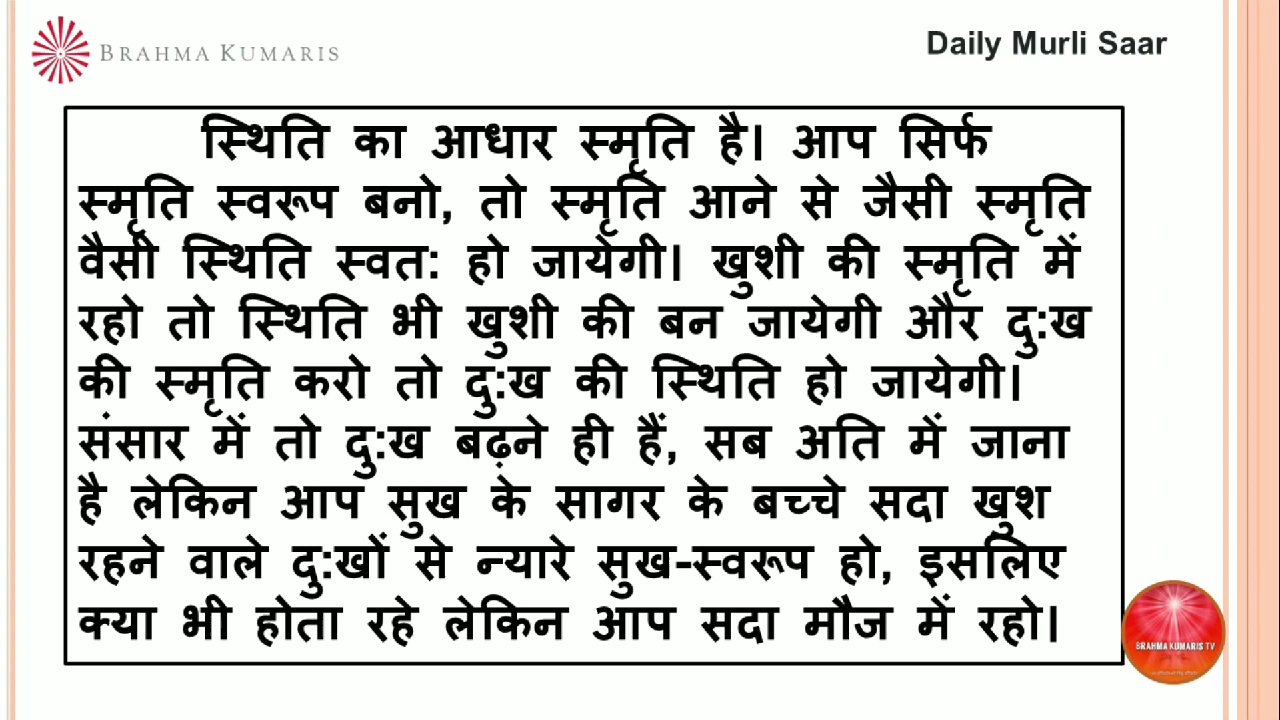 BRAHMA KUMARIS
Daily Murli Saar
स्थिति का आधार स्मृति है। आप सिर्फ
स्मृति स्वरूप बनो, तो स्मृति आने से जैसी स्मृति
वैसी स्थिति स्वत: हो जायेगी। खुशी की स्मृति में
रहो तो स्थिति भी खुशी की बन जायेगी और दु:ख
की स्मृति करो तो दु:ख की स्थिति हो जायेगी।
संसार में तो दु:ख बढ़ने ही हैं, सब अति में जाना
है लेकिन आप सुख के सागर के बच्चे सदा खुश
रहने वाले दु:खों से न्यारे सुख-स्वरूप हो, इसलिए
क्या भी होता रहे लेकिन आप सदा मौज में रहो।
BRAHMA KUMARIS TV